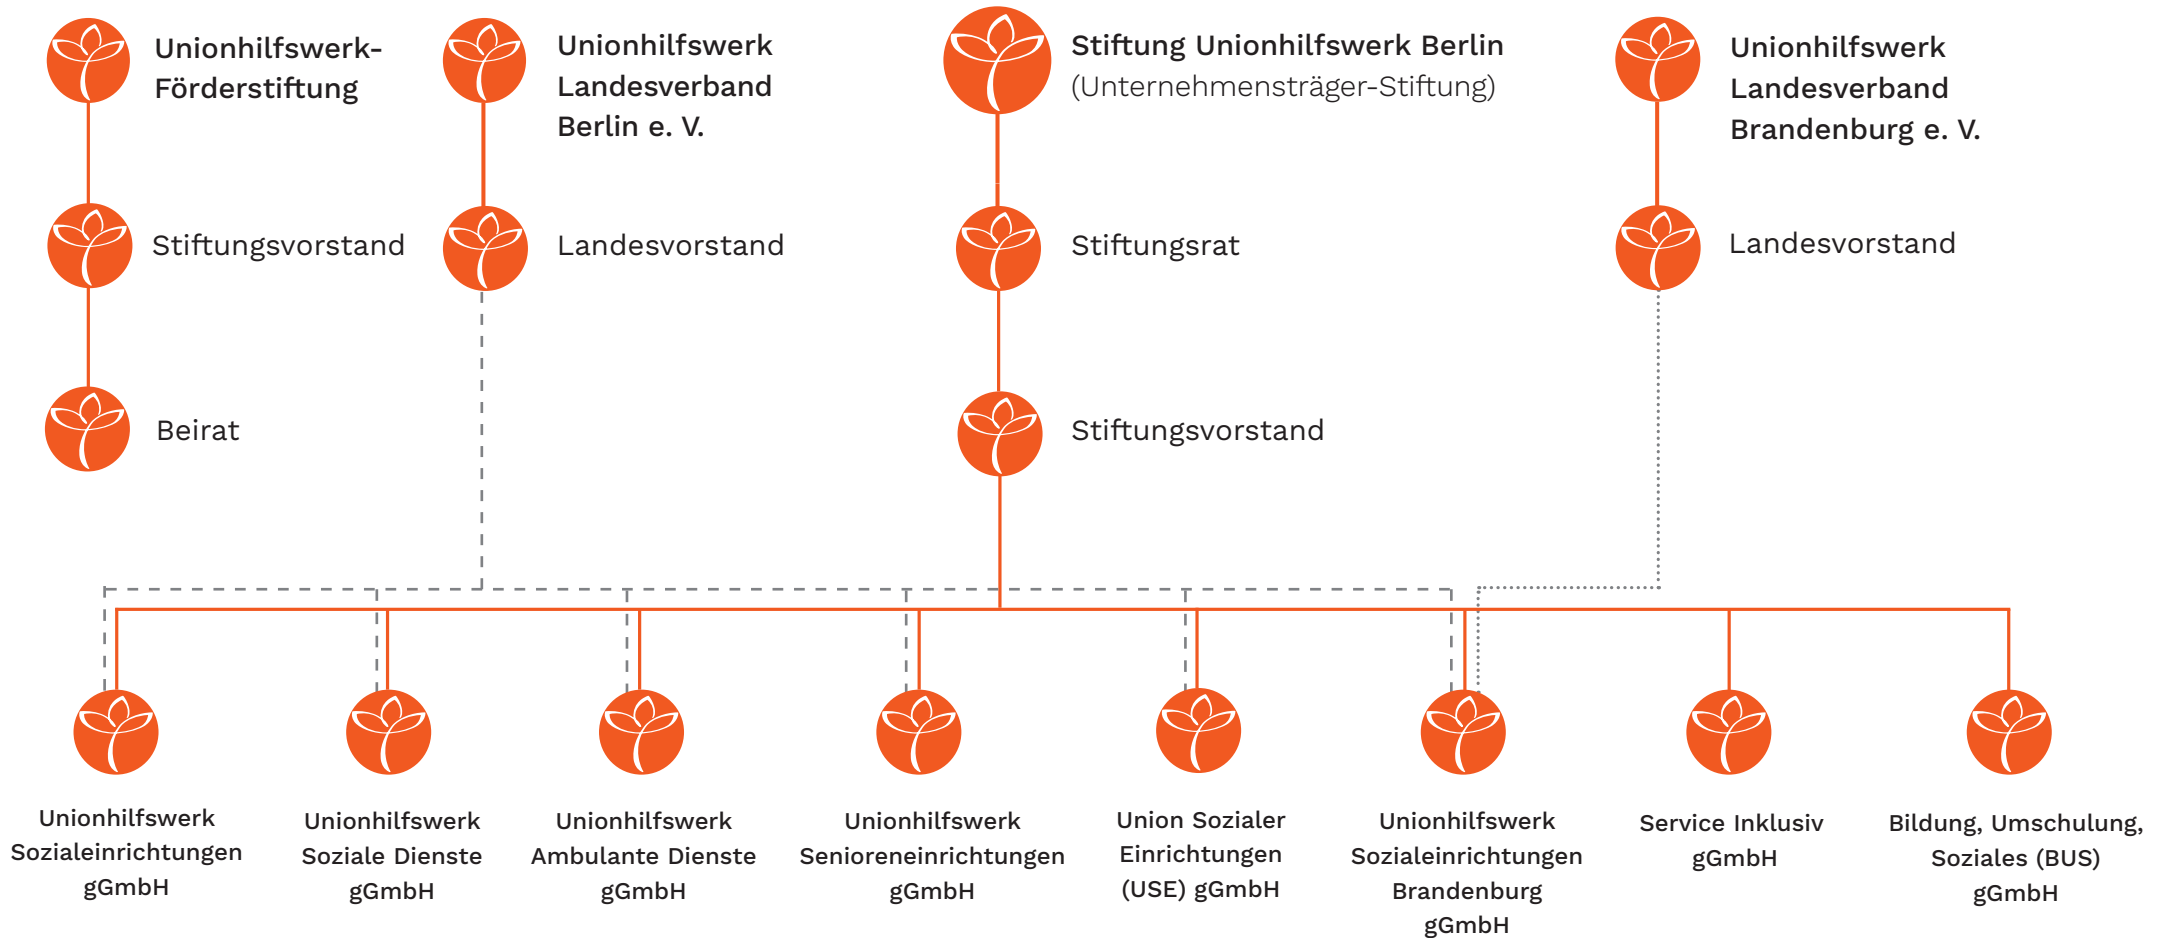 Unionhilfswerk-
Förderstiftung
Unionhilfswerk
Landesverband
Berlin e. V.
Stiftung Unionhilfswerk Berlin
(Unternehmensträger-Stiftung)
Unionhilfswerk
Landesverband
Brandenburg e. V.
Stiftungsvorstand
Landesvorstand
Stiftungsrat
Landesvorstand
Beirat
Stiftungsvorstand
Unionhilfswerk
Sozialeinrichtungen
gGmbH
Unionhilfswerk
Soziale Dienste
gGmbH
Unionhilfswerk
Ambulante Dienste
gGmbH
Unionhilfswerk
Senioreneinrichtungen
gGmbH
Union Sozialer
Einrichtungen
(USE) gGmbH
Unionhilfswerk
Sozialeinrichtungen
Brandenburg
gGmbH
Service Inklusiv
gGmbH
Bildung, Umschulung,
Soziales (BUS)
gGmbH